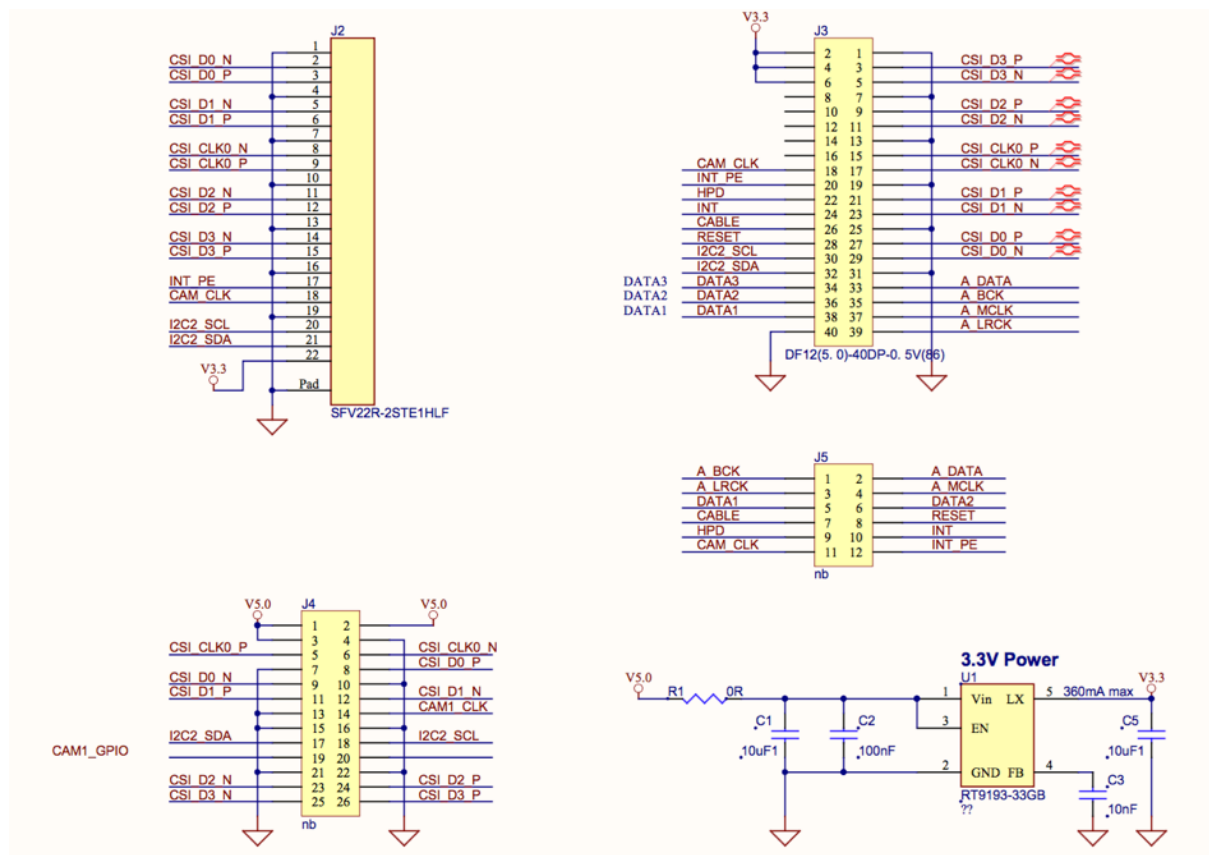 J2
1
CSI_D0_N 2
CSI_D0_P 3
4
CSI_D1_N 5
CSI_D1_P 6
7
CSI_CLK0_N 8
CSI_CLK0_P 9
10
CSI_D2_N 11
CSI_D2_P 12
13
CSI_D3_N 14
CSI_D3_P 15
16
INT_PE 17
CAM_CLK 18
19
I2C2_SCL 20
I2C2_SDA 21
22
V3.3
Pad
SFV22R-2STE1HLF
V3.3
J3
2 1
4 3 CSI_D3_P
6 5 CSI_D3_N
8 7
10 9 CSI_D2_P
12 11 CSI_D2_N
14 13
16 15 CSI_CLK0_P
CAM_CLK 18 17 CSI_CLK0_N
INT_PE 20 19
HPD 22 21 CSI_D1_P
INT 24 23 CSI_D1_N
CABLE 26 25
RESET 28 27 CSI_D0_P
I2C2_SCL 30 29 CSI_D0_N
I2C2_SDA 32 31
DATA3 DATA3 34 33 A_DATA
DATA2 DATA2 36 35 A_BCK
DATA1 DATA1 38 37 A_MCLK
40 39 A_LRCK
DF12(5. 0)-40DP-0. 5V(86)
J5
A_BCK 1 2 A_DATA
A_LRCK 3 4 A_MCLK
DATA1 5 6 DATA2
CABLE 7 8 RESET
HPD 9 10 INT
CAM_CLK 11 12 INT_PE
nb
V5.0 J4 V5.0
1 2
3 4
CSI_CLK0_P 5 6 CSI_CLK0_N
7 8 CSI_D0_P
CSI_D0_N 9 10
CSI_D1_P 11 12 CSI_D1_N
13 14 CAM1_CLK
15 16
I2C2_SDA 17 18 I2C2_SCL
CAM1_GPIO 19 20
21 22
CSI_D2_N 23 24 CSI_D2_P
CSI_D3_N 25 26 CSI_D3_P
nb
3.3V Power
V5.0 R1 0R U1 V3.3
1 Vin LX 5 360mA max
C1 C2 3 EN C5
10uF1 100nF 10uF1
2 GND FB 4
C3
RT9193-33GB 10nF
??